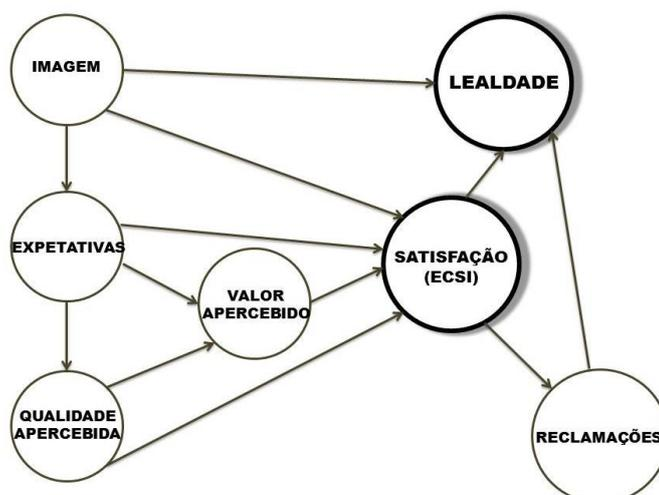 IMAGEM
LEALDADE
EXPETATIVAS
SATISFAÇÃO
(ECSI)
VALOR
APERCEBIDO
QUALIDADE
APERCEBIDA
RECLAMAÇÕES